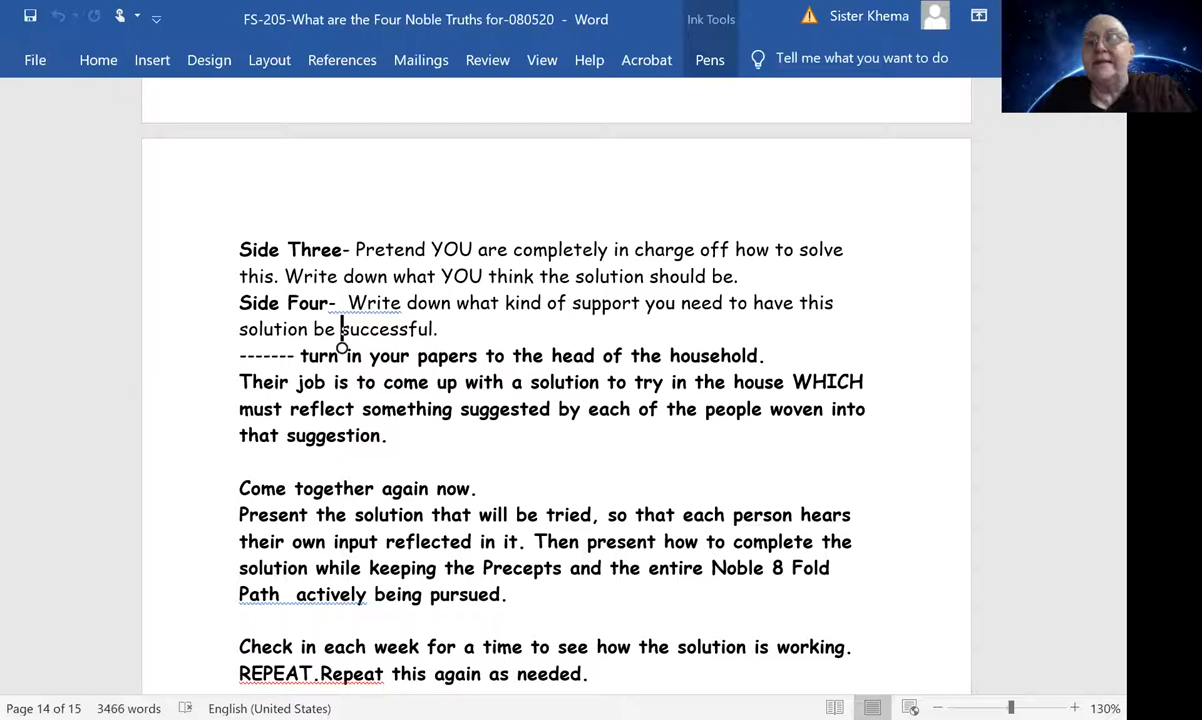 FS-205-What are the Four Noble Truths for-080520 - Word
Ink Tools
Sister Khema
File Home Insert Design Layout References Mailings Review View Help Acrobat Pens Tell me what you want to do
Side Three- Pretend YOU are completely in charge off how to solve
this. Write down what YOU think the solution should be.
Side Four- Write down what kind of support you need to have this
solution be successful.
------- turn in your papers to the head of the household.
Their job is to come up with a solution to try in the house WHICH
must reflect something suggested by each of the people woven into
that suggestion.
Come together again now.
Present the solution that will be tried, so that each person hears
their own input reflected in it. Then present how to complete the
solution while keeping the Precepts and the entire Noble 8 Fold
Path actively being pursued.
Check in each week for a time to see how the solution is working.
REPEAT.Repeat this again as needed.
Page 14 of 15 3466 words English (United States) 130%